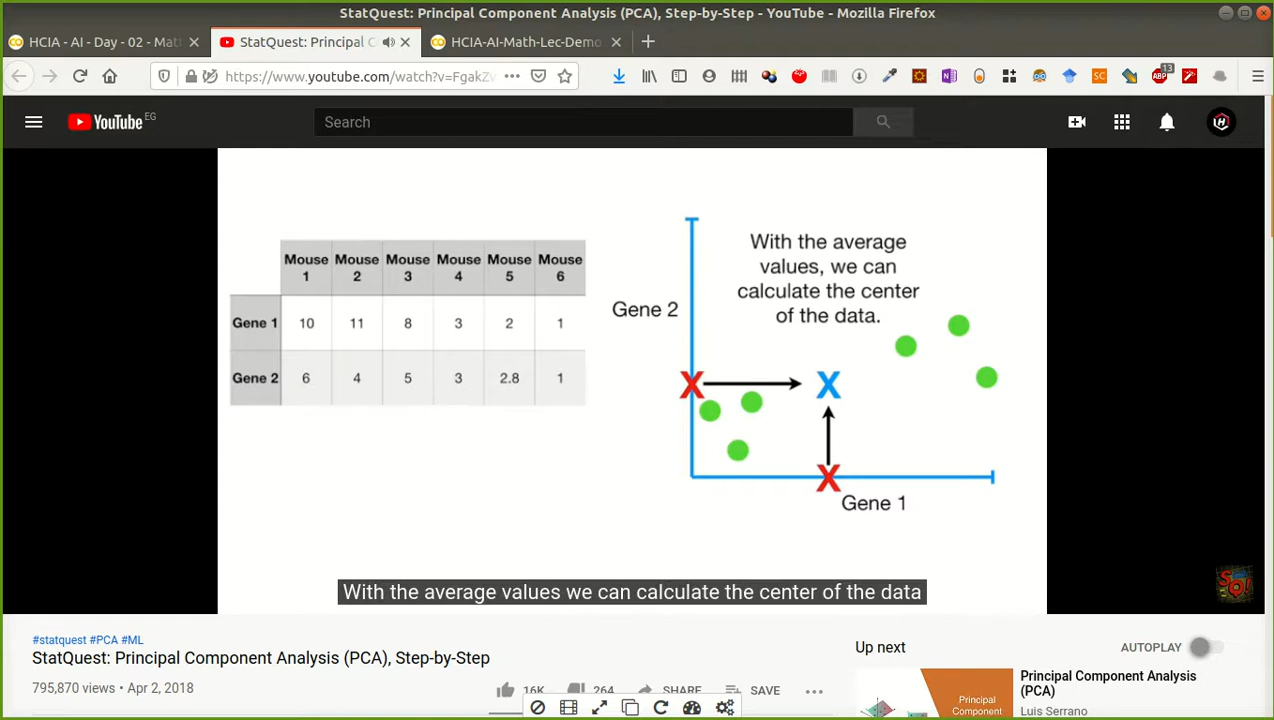 StatQuest: Principal Component Analysis (PCA), Step-by-Step - YouTube - Mozilla Firefox
HCIA - AI - Day - 02 - Mat
StatQuest: Principal C
HCIA-AI-Math-Lec-Demo.
https://www.youtube.com/watch?v=FgakZw
SC
ABP
13
YouTube
EG
Search
Mouse 1
Mouse 2
Mouse 3
Mouse 4
Mouse 5
Mouse 6
Gene 1 10 11 8 3 2 1
Gene 2 6 4 5 3 2.8 1
With the average
values, we can
calculate the center
of the data.
Gene 2
X
X
X
Gene 1
With the average values we can calculate the center of the data
SQ!
#statquest #PCA #ML
StatQuest: Principal Component Analysis (PCA), Step-by-Step
795,870 views • Apr 2, 2018
16K
264
SHARE
SAVE
Up next
AUTOPLAY
Principal Component Analysis
(PCA)
Luis Serrano
Principal
Component